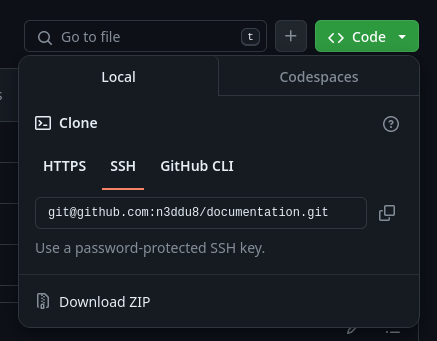 Go to file
t
Code
Local
Codespaces
Clone
HTTPS
SSH
GitHub CLI
git@github.com:n3ddu8/documentation.git
Use a password-protected SSH key.
Download ZIP